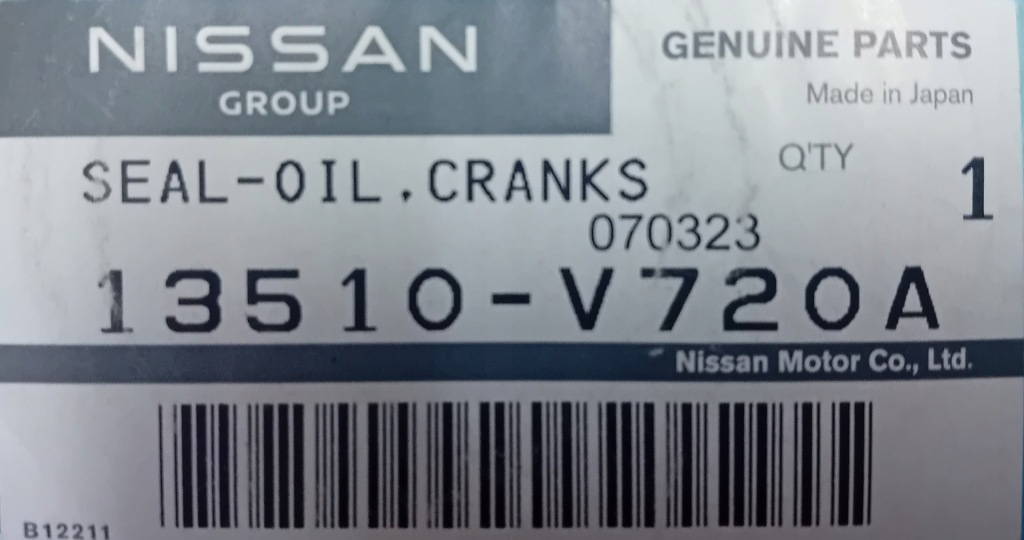 NISSAN
GROUP
GENUINE PARTS
Made in Japan
SEAL-OIL.CRANKS
Q'TY
1
070323
13510-V720A
Nissan Motor Co., Ltd.
B12211